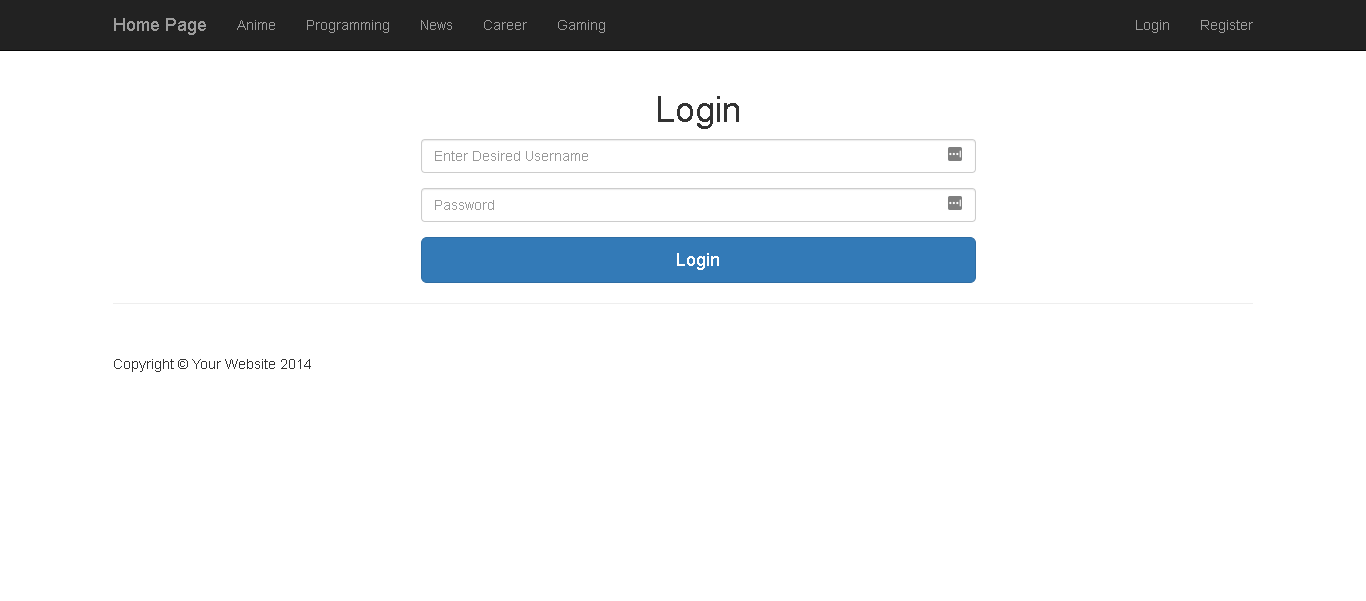 Home Page Anime Programming News Career Gaming Login Register
Login
Enter Desired Username
Password
Login
Copyright © Your Website 2014